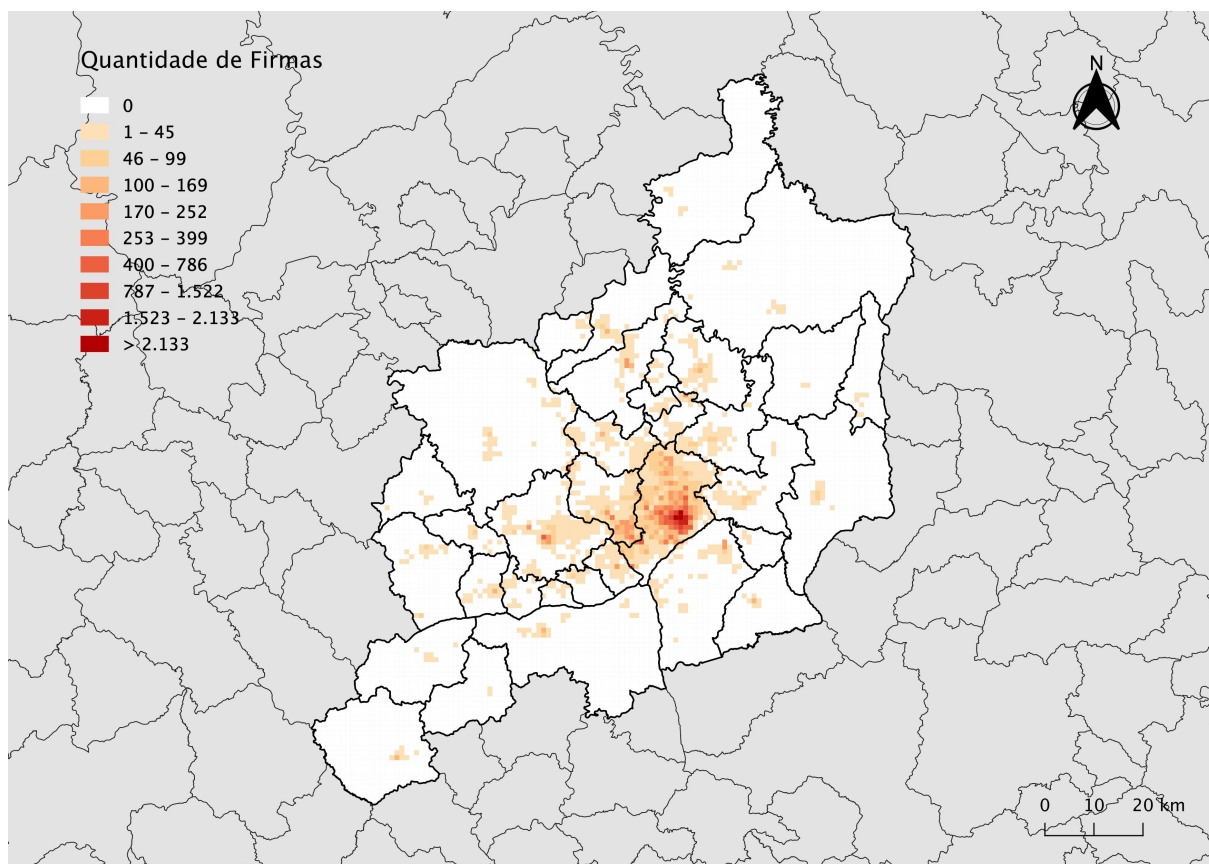 Quantidade de Firmas
0
1 – 45
46 – 99
100 – 169
170 – 252
253 – 399
400 – 786
787 – 1.522
1.523 – 2.133
> 2.133
N
0 10 20 km